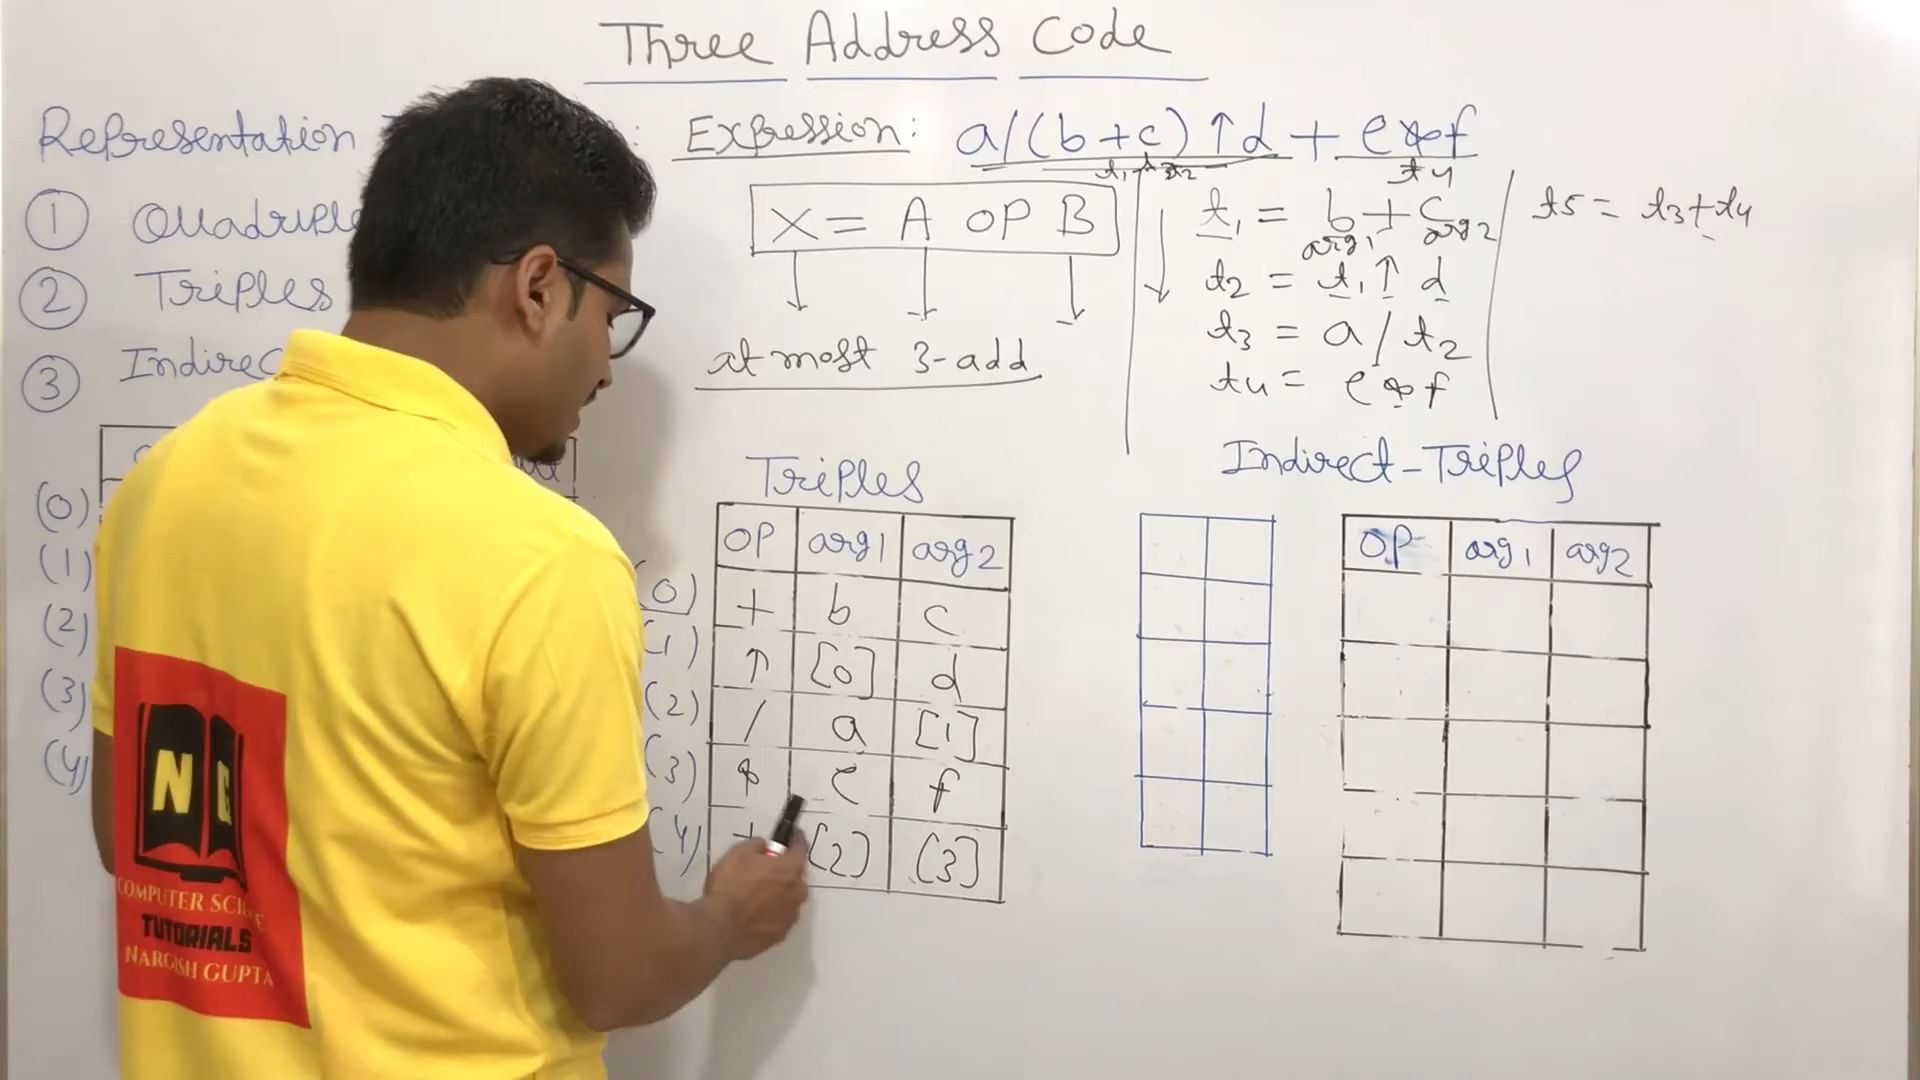 Three Address Code
Representation
Expression: a/(b+c)↑d + e*f
t1 t2 t4
① Quadruple
② Triples
③ Indirec
X = A OP B
at most 3-add
t1 = b + c
arg1 arg2
t2 = t1 ↑ d
t3 = a / t2
t4 = e * f
t5 = t3+t4
(0)
(1)
(2)
(3)
(4)
Triples
OP arg1 arg2
(0) + b c
(1) ↑ [0] d
(2) / a [1]
(3) * e f
(4) + [2] [3]
Indirect-Triples
OP arg1 arg2
NG
COMPUTER SCIENCE
TUTORIALS
NARGISH GUPTA